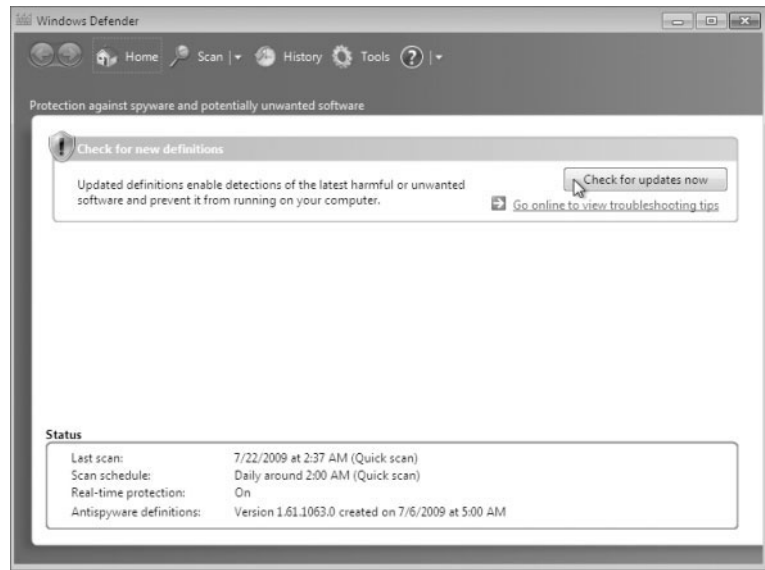 Windows Defender
Home Scan History Tools ?
Protection against spyware and potentially unwanted software
Check for new definitions
Updated definitions enable detections of the latest harmful or unwanted
software and prevent it from running on your computer.
Check for updates now
Go online to view troubleshooting tips
Status
Last scan: 7/22/2009 at 2:37 AM (Quick scan)
Scan schedule: Daily around 2:00 AM (Quick scan)
Real-time protection: On
Antispyware definitions: Version 1.61.1063.0 created on 7/6/2009 at 5:00 AM